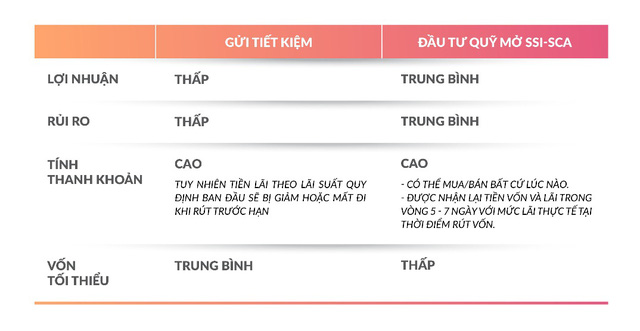 GỬI TIẾT KIỆM
ĐẦU TƯ QUỸ MỞ SSI-SCA
LỢI NHUẬN
THẤP
TRUNG BÌNH
RỦI RO
THẤP
TRUNG BÌNH
TÍNH
THANH KHOẢN
CAO
TUY NHIÊN TIỀN LÃI THEO LÃI SUẤT QUY
ĐỊNH BAN ĐẦU SẼ BỊ GIẢM HOẶC MẤT ĐI
KHI RÚT TRƯỚC HẠN
CAO
- CÓ THỂ MUA/BÁN BẤT CỨ LÚC NÀO.
- ĐƯỢC NHẬN LẠI TIỀN VỐN VÀ LÃI TRONG
VÒNG 5 - 7 NGÀY VỚI MỨC LÃI THỰC TẾ TẠI
THỜI ĐIỂM RÚT VỐN.
VỐN
TỐI THIỂU
TRUNG BÌNH
THẤP